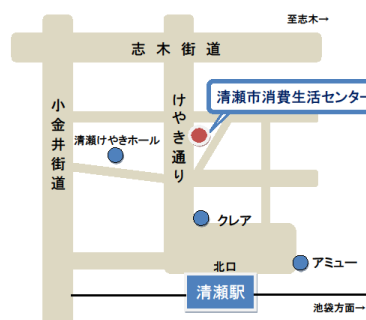 至志木→
志木街道
小金井街道
けやき通り
清瀬市消費生活センター
清瀬けやきホール
クレア
北口
アミュー
清瀬駅
池袋方面→